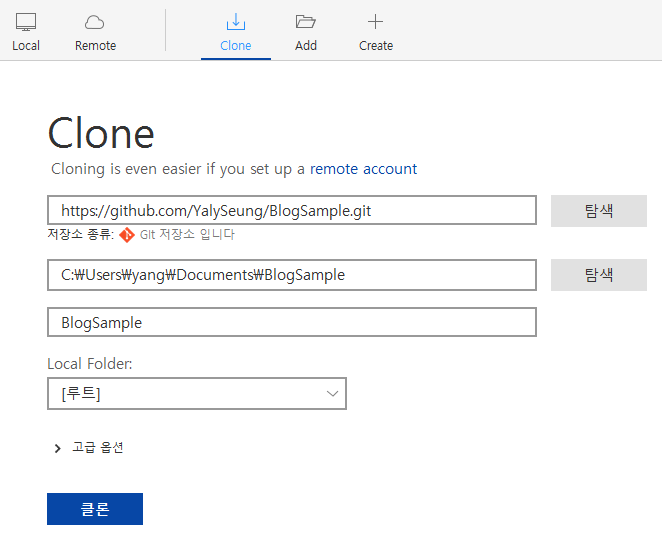 Local Remote Clone Add Create
Clone
Cloning is even easier if you set up a remote account
https://github.com/YalySeung/BlogSample.git 탐색
저장소 종류: Git 저장소 입니다
C:₩Users₩yang₩Documents₩BlogSample 탐색
BlogSample
Local Folder:
[루트]
고급 옵션
클론